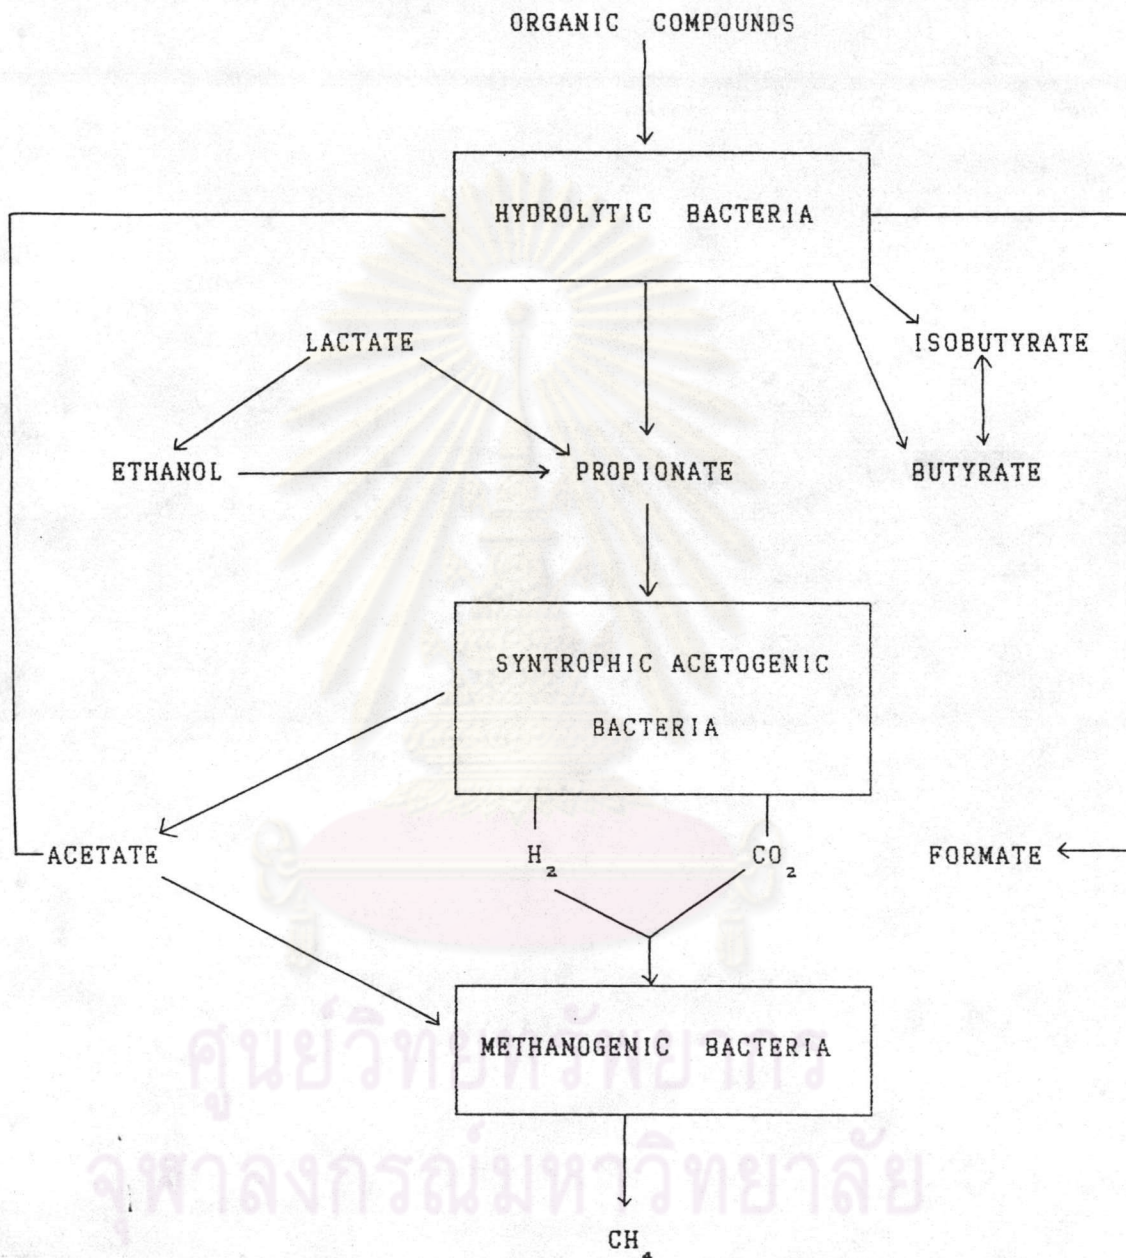 ORGANIC COMPOUNDS
HYDROLYTIC BACTERIA
LACTATE
ISOBUTYRATE
ETHANOL
PROPIONATE
BUTYRATE
SYNTROPHIC ACETOGENIC
BACTERIA
ACETATE
H₂
CO₂
FORMATE
METHANOGENIC BACTERIA
ศูนย์วิทยทรัพยากร
จุฬาลงกรณ์มหาวิทยาลัย
CH₄